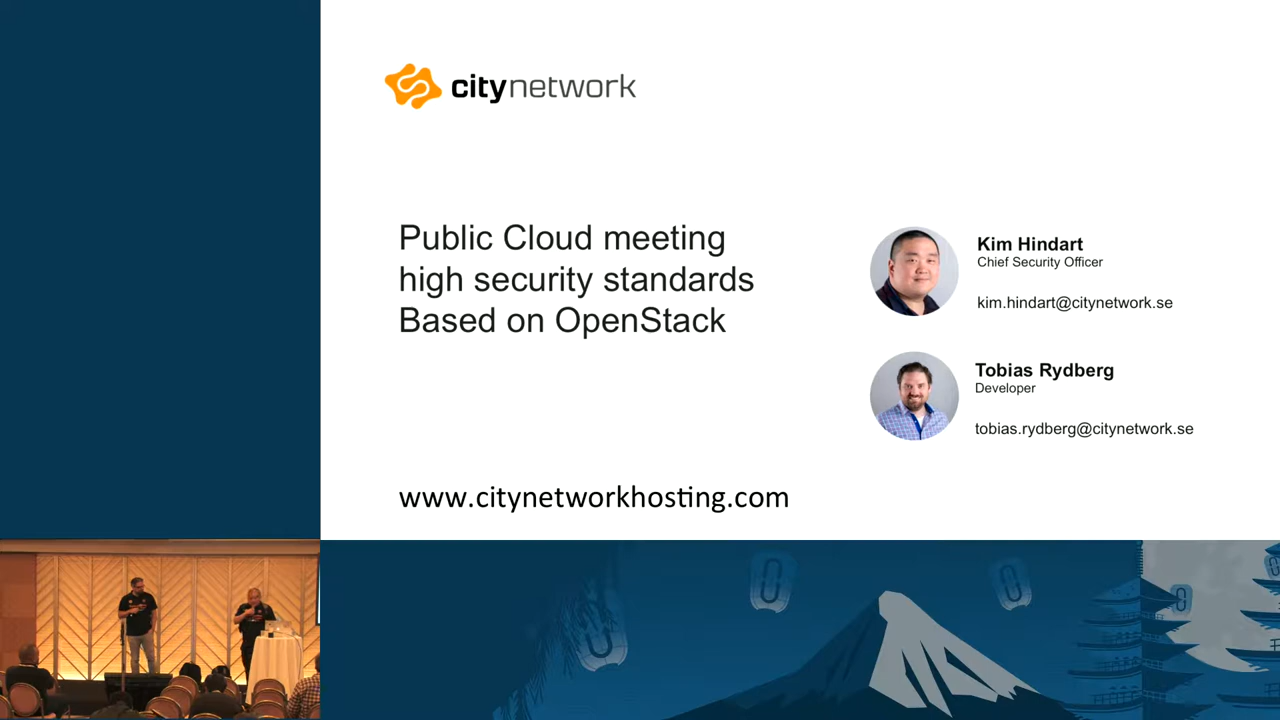 citynetwork
Public Cloud meeting
high security standards
Based on OpenStack
Kim Hindart
Chief Security Officer
kim.hindart@citynetwork.se
Tobias Rydberg
Developer
tobias.rydberg@citynetwork.se
www.citynetworkhosting.com